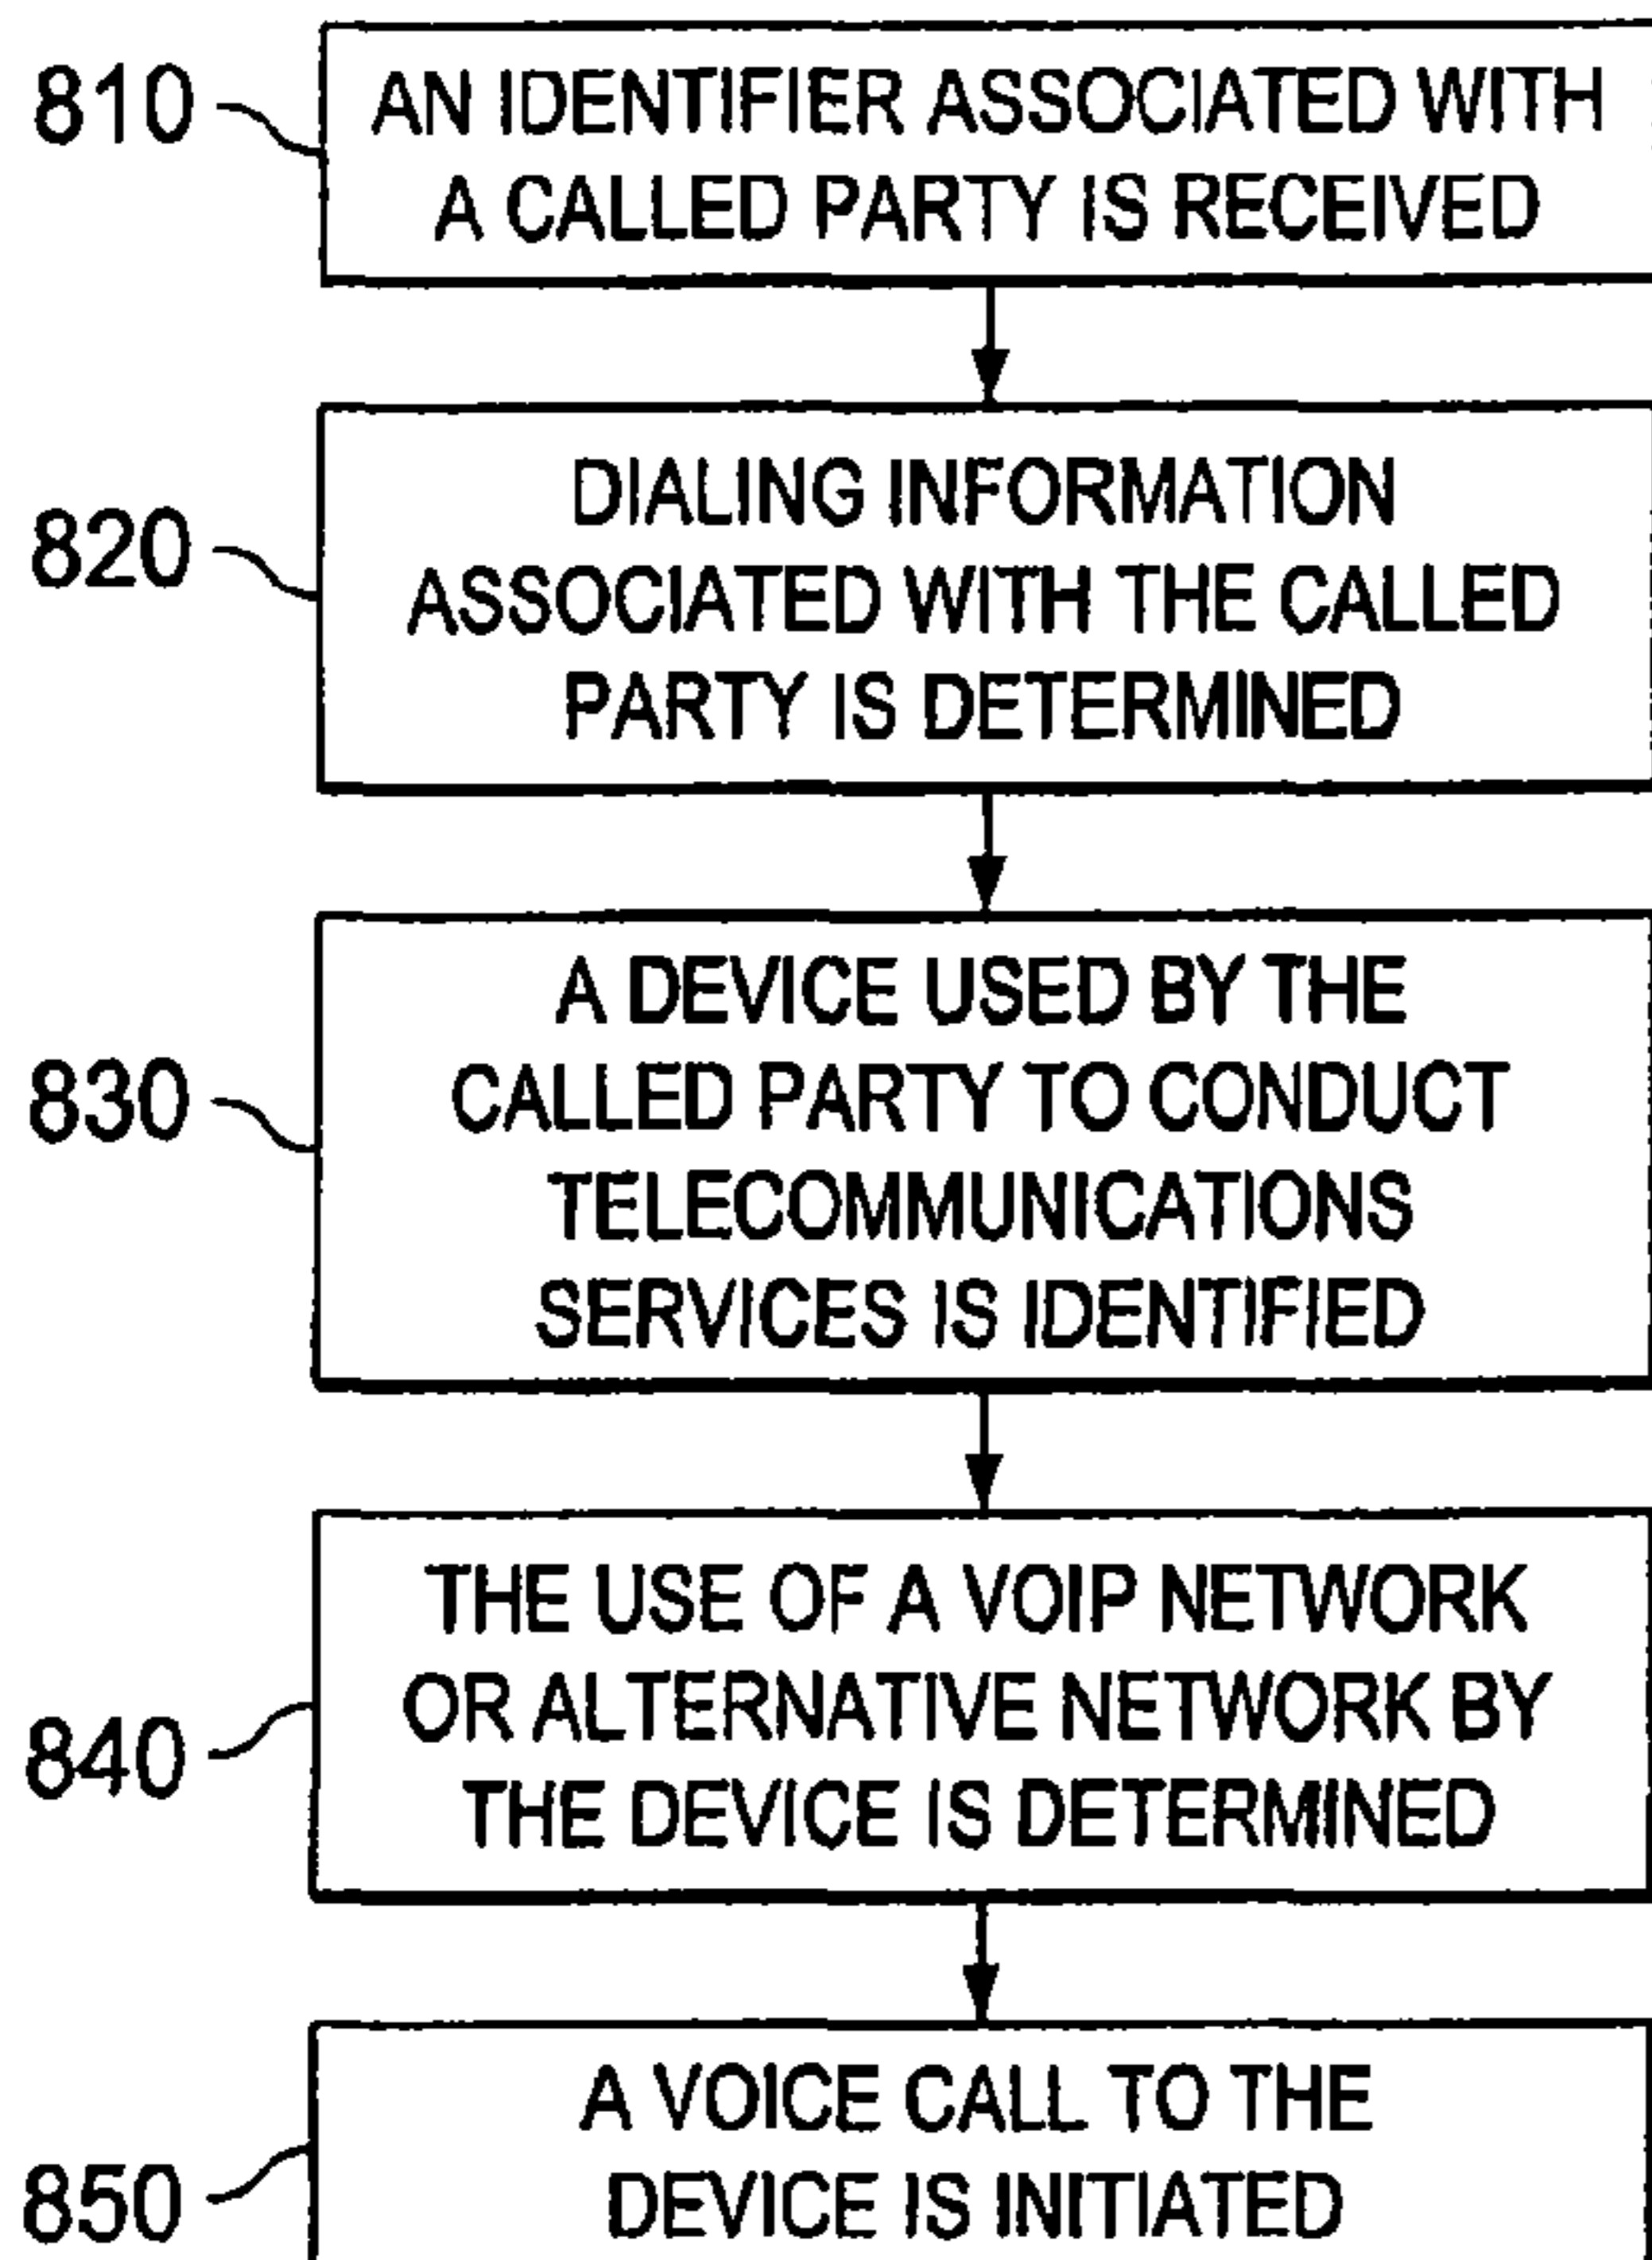 810
AN IDENTIFIER ASSOCIATED WITH
A CALLED PARTY IS RECEIVED
820
DIALING INFORMATION
ASSOCIATED WITH THE CALLED
PARTY IS DETERMINED
830
A DEVICE USED BY THE
CALLED PARTY TO CONDUCT
TELECOMMUNICATIONS
SERVICES IS IDENTIFIED
840
THE USE OF A VOIP NETWORK
OR ALTERNATIVE NETWORK BY
THE DEVICE IS DETERMINED
850
A VOICE CALL TO THE
DEVICE IS INITIATED